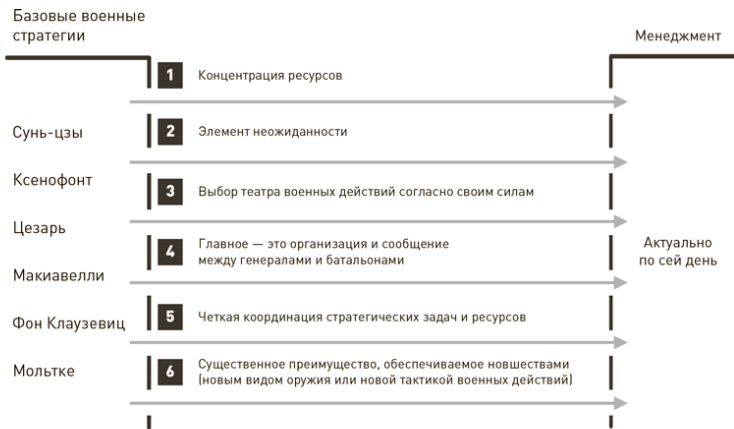 Базовые военные
стратегии
Менеджмент
1 Концентрация ресурсов
Сунь-цзы
2 Элемент неожиданности
Ксенофонт
3 Выбор театра военных действий согласно своим силам
Цезарь
4 Главное — это организация и сообщение
между генералами и батальонами
Актуально
по сей день
Макиавелли
Фон Клаузевиц
5 Четкая координация стратегических задач и ресурсов
Мольтке
6 Существенное преимущество, обеспечиваемое новшествами
(новым видом оружия или новой тактикой военных действий)